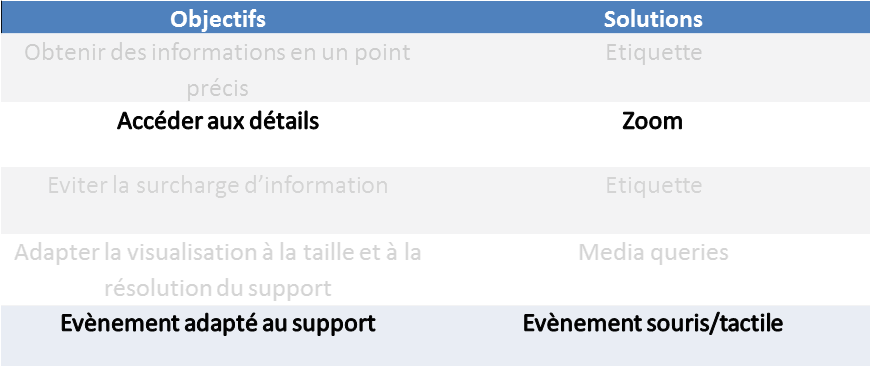 Objectifs Solutions
Obtenir des informations en un point Etiquette
précis
Accéder aux détails Zoom
Eviter la surcharge d’information Etiquette
Adapter la visualisation à la taille et à la Media queries
résolution du support
Evènement adapté au support Evènement souris/tactile